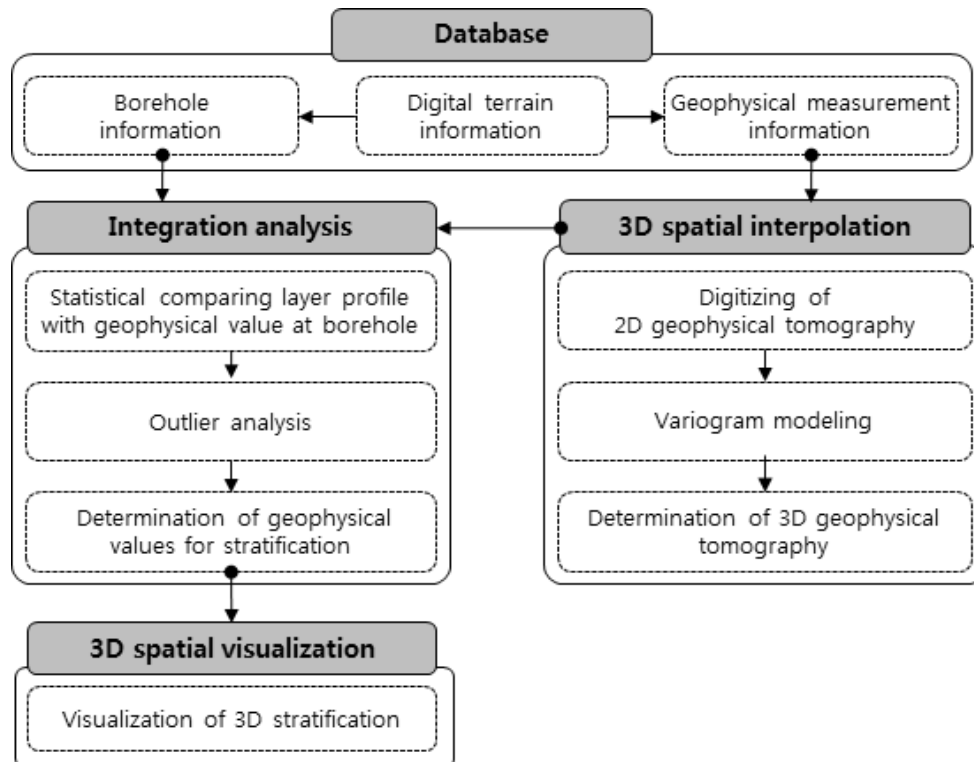 Database
Borehole
information
Digital terrain
information
Geophysical measurement
information
Integration analysis
Statistical comparing layer profile
with geophysical value at borehole
Outlier analysis
Determination of geophysical
values for stratification
3D spatial interpolation
Digitizing of
2D geophysical tomography
Variogram modeling
Determination of 3D geophysical
tomography
3D spatial visualization
Visualization of 3D stratification